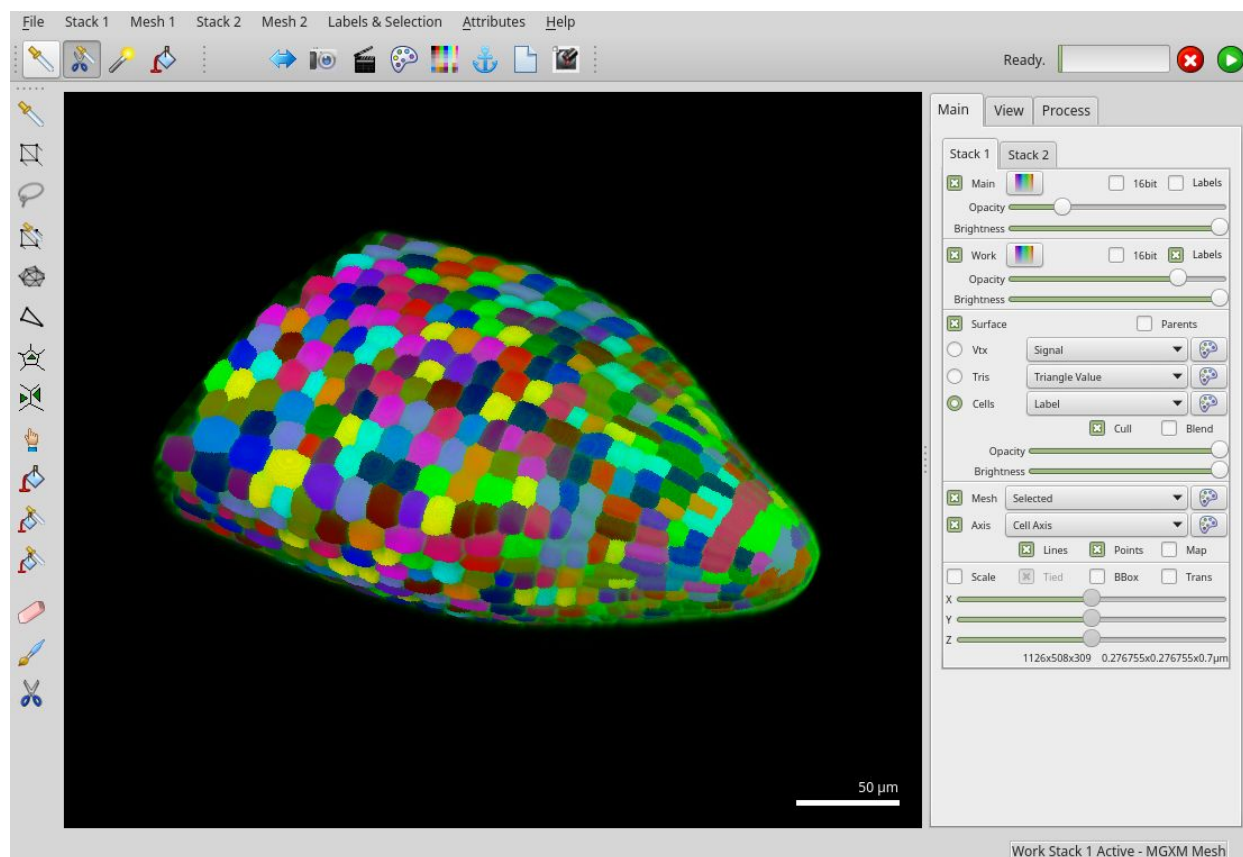 File Stack 1 Mesh 1 Stack 2 Mesh 2 Labels & Selection Attributes Help
Ready.
Main View Process
Stack 1 Stack 2
Main 16bit Labels
Opacity
Brightness
Work 16bit Labels
Opacity
Brightness
Surface Parents
Vtx Signal
Tris Triangle Value
Cells Label
Cull Blend
Opacity
Brightness
Mesh Selected
Axis Cell Axis
Lines Points Map
Scale Tied BBox Trans
X
Y
Z
1126x508x309 0.276755x0.276755x0.7µm
50 µm
Work Stack 1 Active - MGXM Mesh